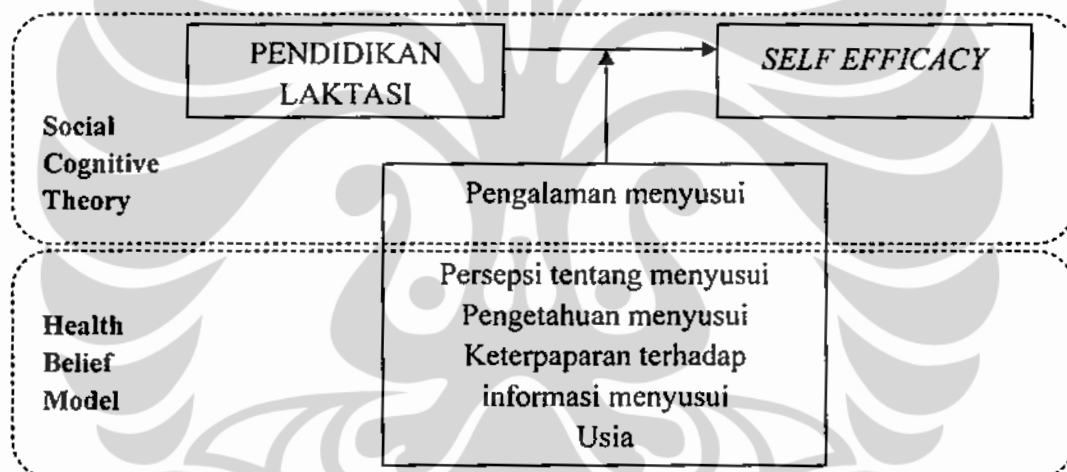 PENDIDIKAN
LAKTASI
SELF EFFICACY
Social
Cognitive
Theory
Pengalaman menyusui
Health
Belief
Model
Persepsi tentang menyusui
Pengetahuan menyusui
Keterpaparan terhadap
informasi menyusui
Usia